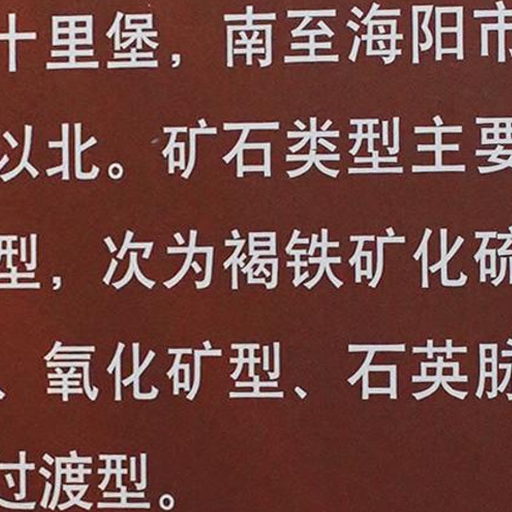 十里堡，南至海阳市
以北。矿石类型主要
型，次为褐铁矿化硫
、氧化矿型、石英脉
过渡型。